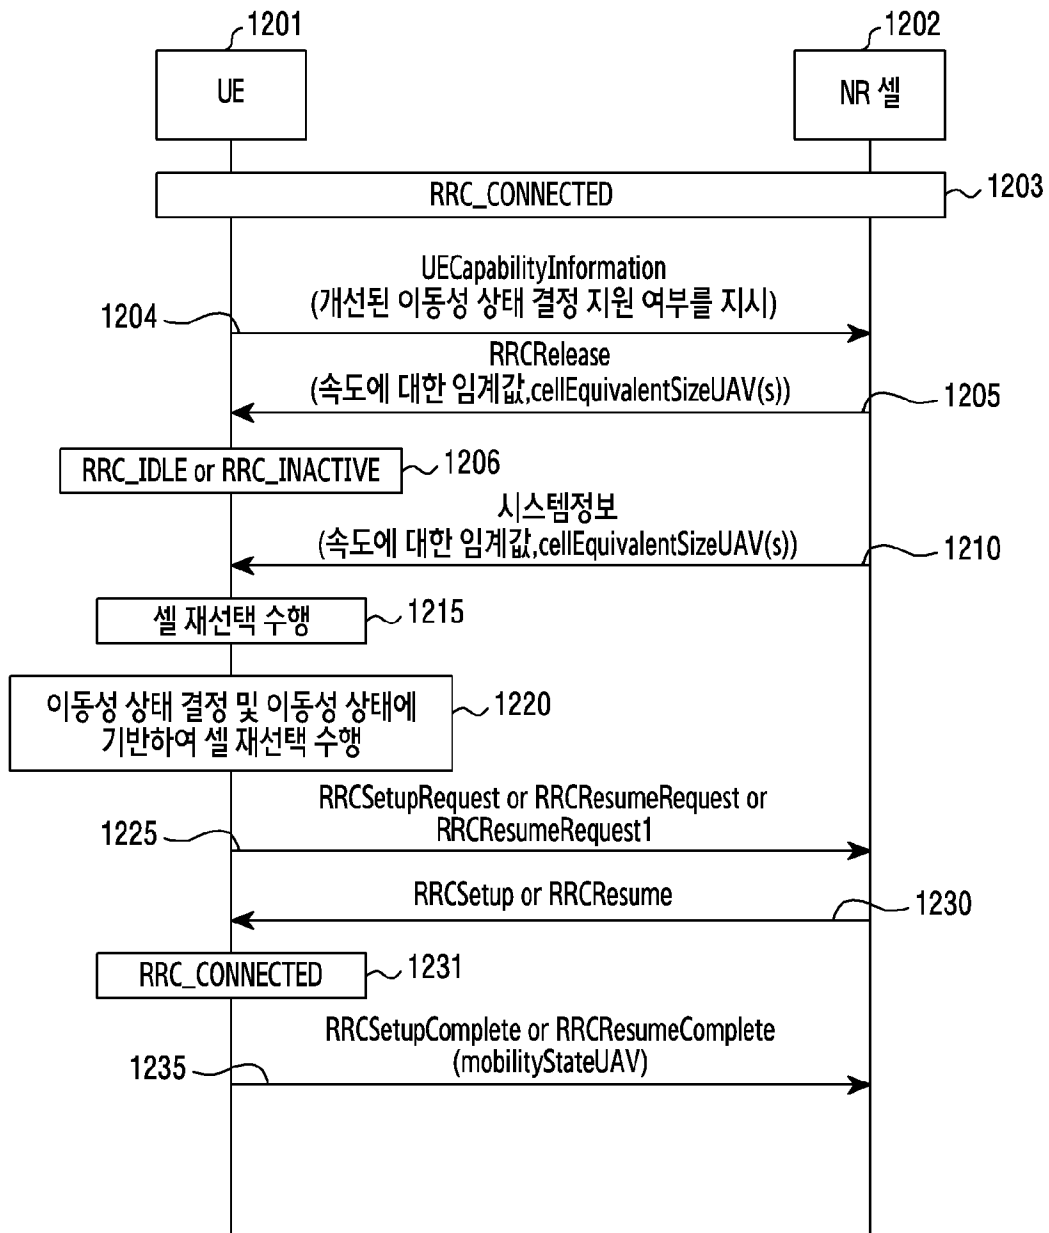 1201
1202
UE
NR 셀
RRC_CONNECTED
1203
UECapabilityInformation
(개선된 이동성 상태 결정 지원 여부를 지시)
1204
RRCRelease
(속도에 대한 임계값,cellEquivalentSizeUAV(s))
1205
RRC_IDLE or RRC_INACTIVE
1206
시스템정보
(속도에 대한 임계값,cellEquivalentSizeUAV(s))
1210
셀 재선택 수행
1215
이동성 상태 결정 및 이동성 상태에
기반하여 셀 재선택 수행
1220
RRCSetupRequest or RRCResumeRequest or
RRCResumeRequest1
1225
RRCSetup or RRCResume
1230
RRC_CONNECTED
1231
RRCSetupComplete or RRCResumeComplete
(mobilityStateUAV)
1235